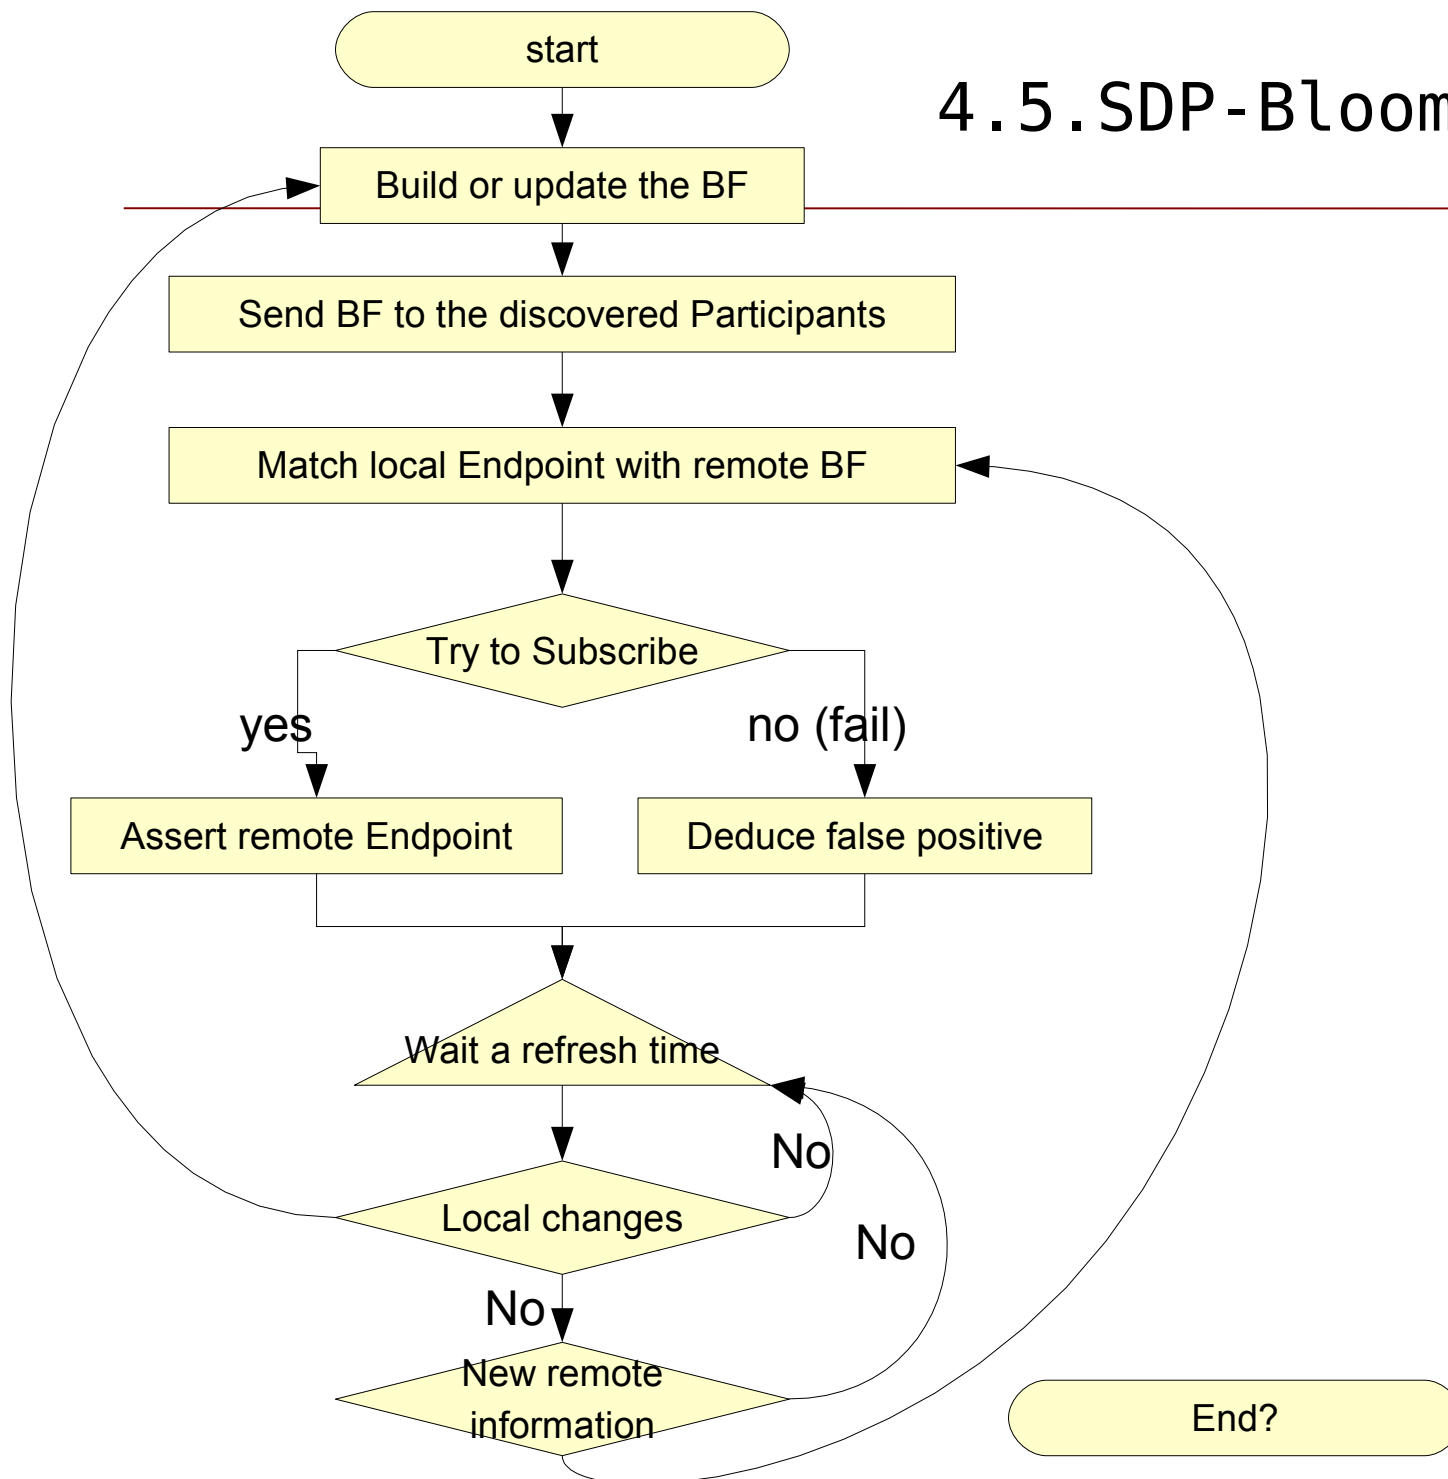 start
4.5.SDP-Bloom
Build or update the BF
Send BF to the discovered Participants
Match local Endpoint with remote BF
Try to Subscribe
yes
no (fail)
Assert remote Endpoint
Deduce false positive
Wait a refresh time
No
Local changes
No
No
New remote
information
End?